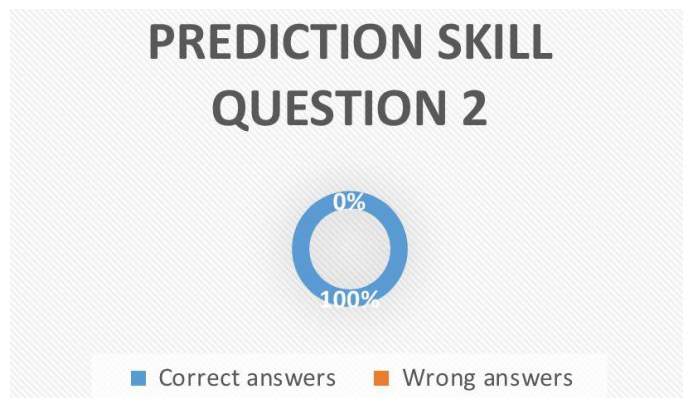 PREDICTION SKILL
QUESTION 2
0%
100%
Correct answers
Wrong answers